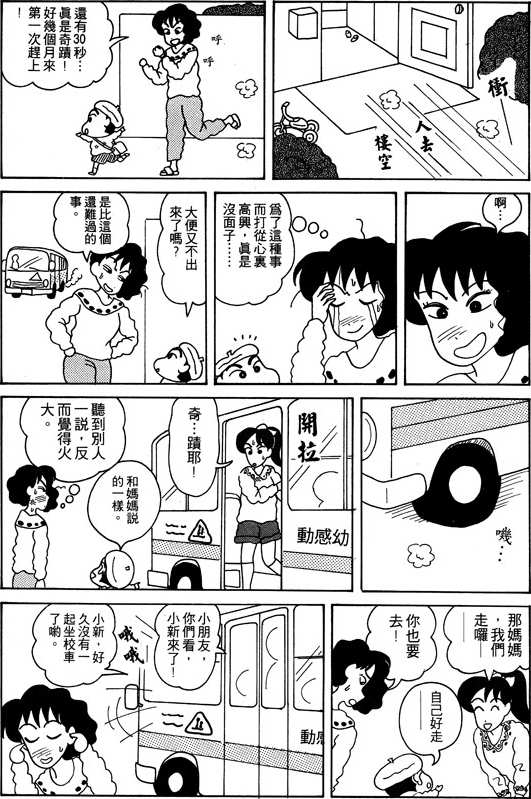 衝
人去
樓空
呼
呼
還有30秒…
真是奇蹟！
好幾個月來
第一次趕上
！
啊…
為了這種事
而打從心裏
高興，真是
沒面子…
大便又不出
來了嗎？
是比這個
還難過的
事。
嘰…
開拉
奇…蹟耶！
幼感動
和媽媽說
的一樣。
聽到別人
一說，反
而覺得火
大。
那媽媽
，我們
走囉——
你也要
去！
——自己好走
小朋友，
你們看，
小新來了！
哦哦
動感
小新，好
久沒有一
起坐校車
了喲。